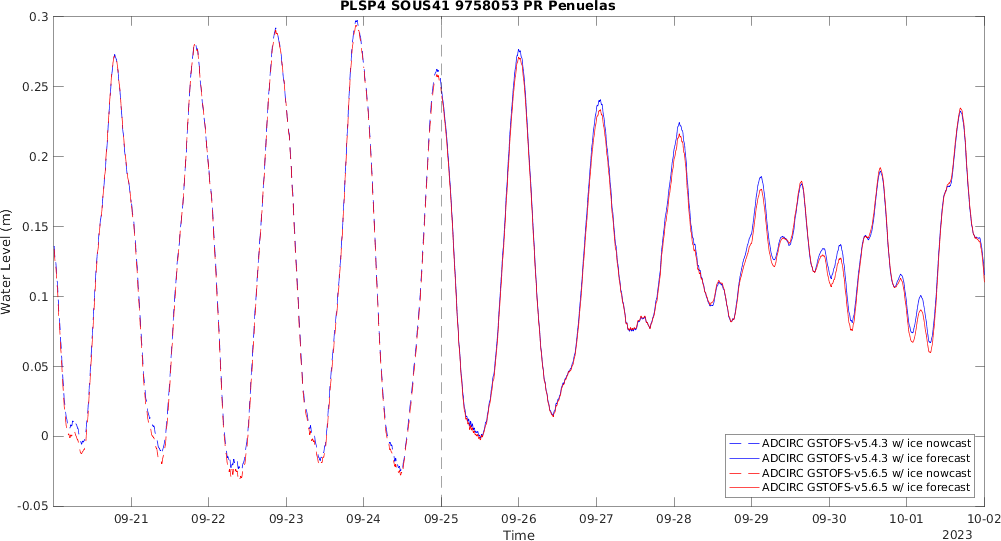 PLSP4 SOUS41 9758053 PR Penuelas
0.3
0.25
0.2
0.15
0.1
0.05
0
-0.05
Water Level (m)
ADCIRC GSTOFS-v5.4.3 w/ ice nowcast
ADCIRC GSTOFS-v5.4.3 w/ ice forecast
ADCIRC GSTOFS-v5.6.5 w/ ice nowcast
ADCIRC GSTOFS-v5.6.5 w/ ice forecast
09-21 09-22 09-23 09-24 09-25 09-26 09-27 09-28 09-29 09-30 10-01 10-02
Time
2023